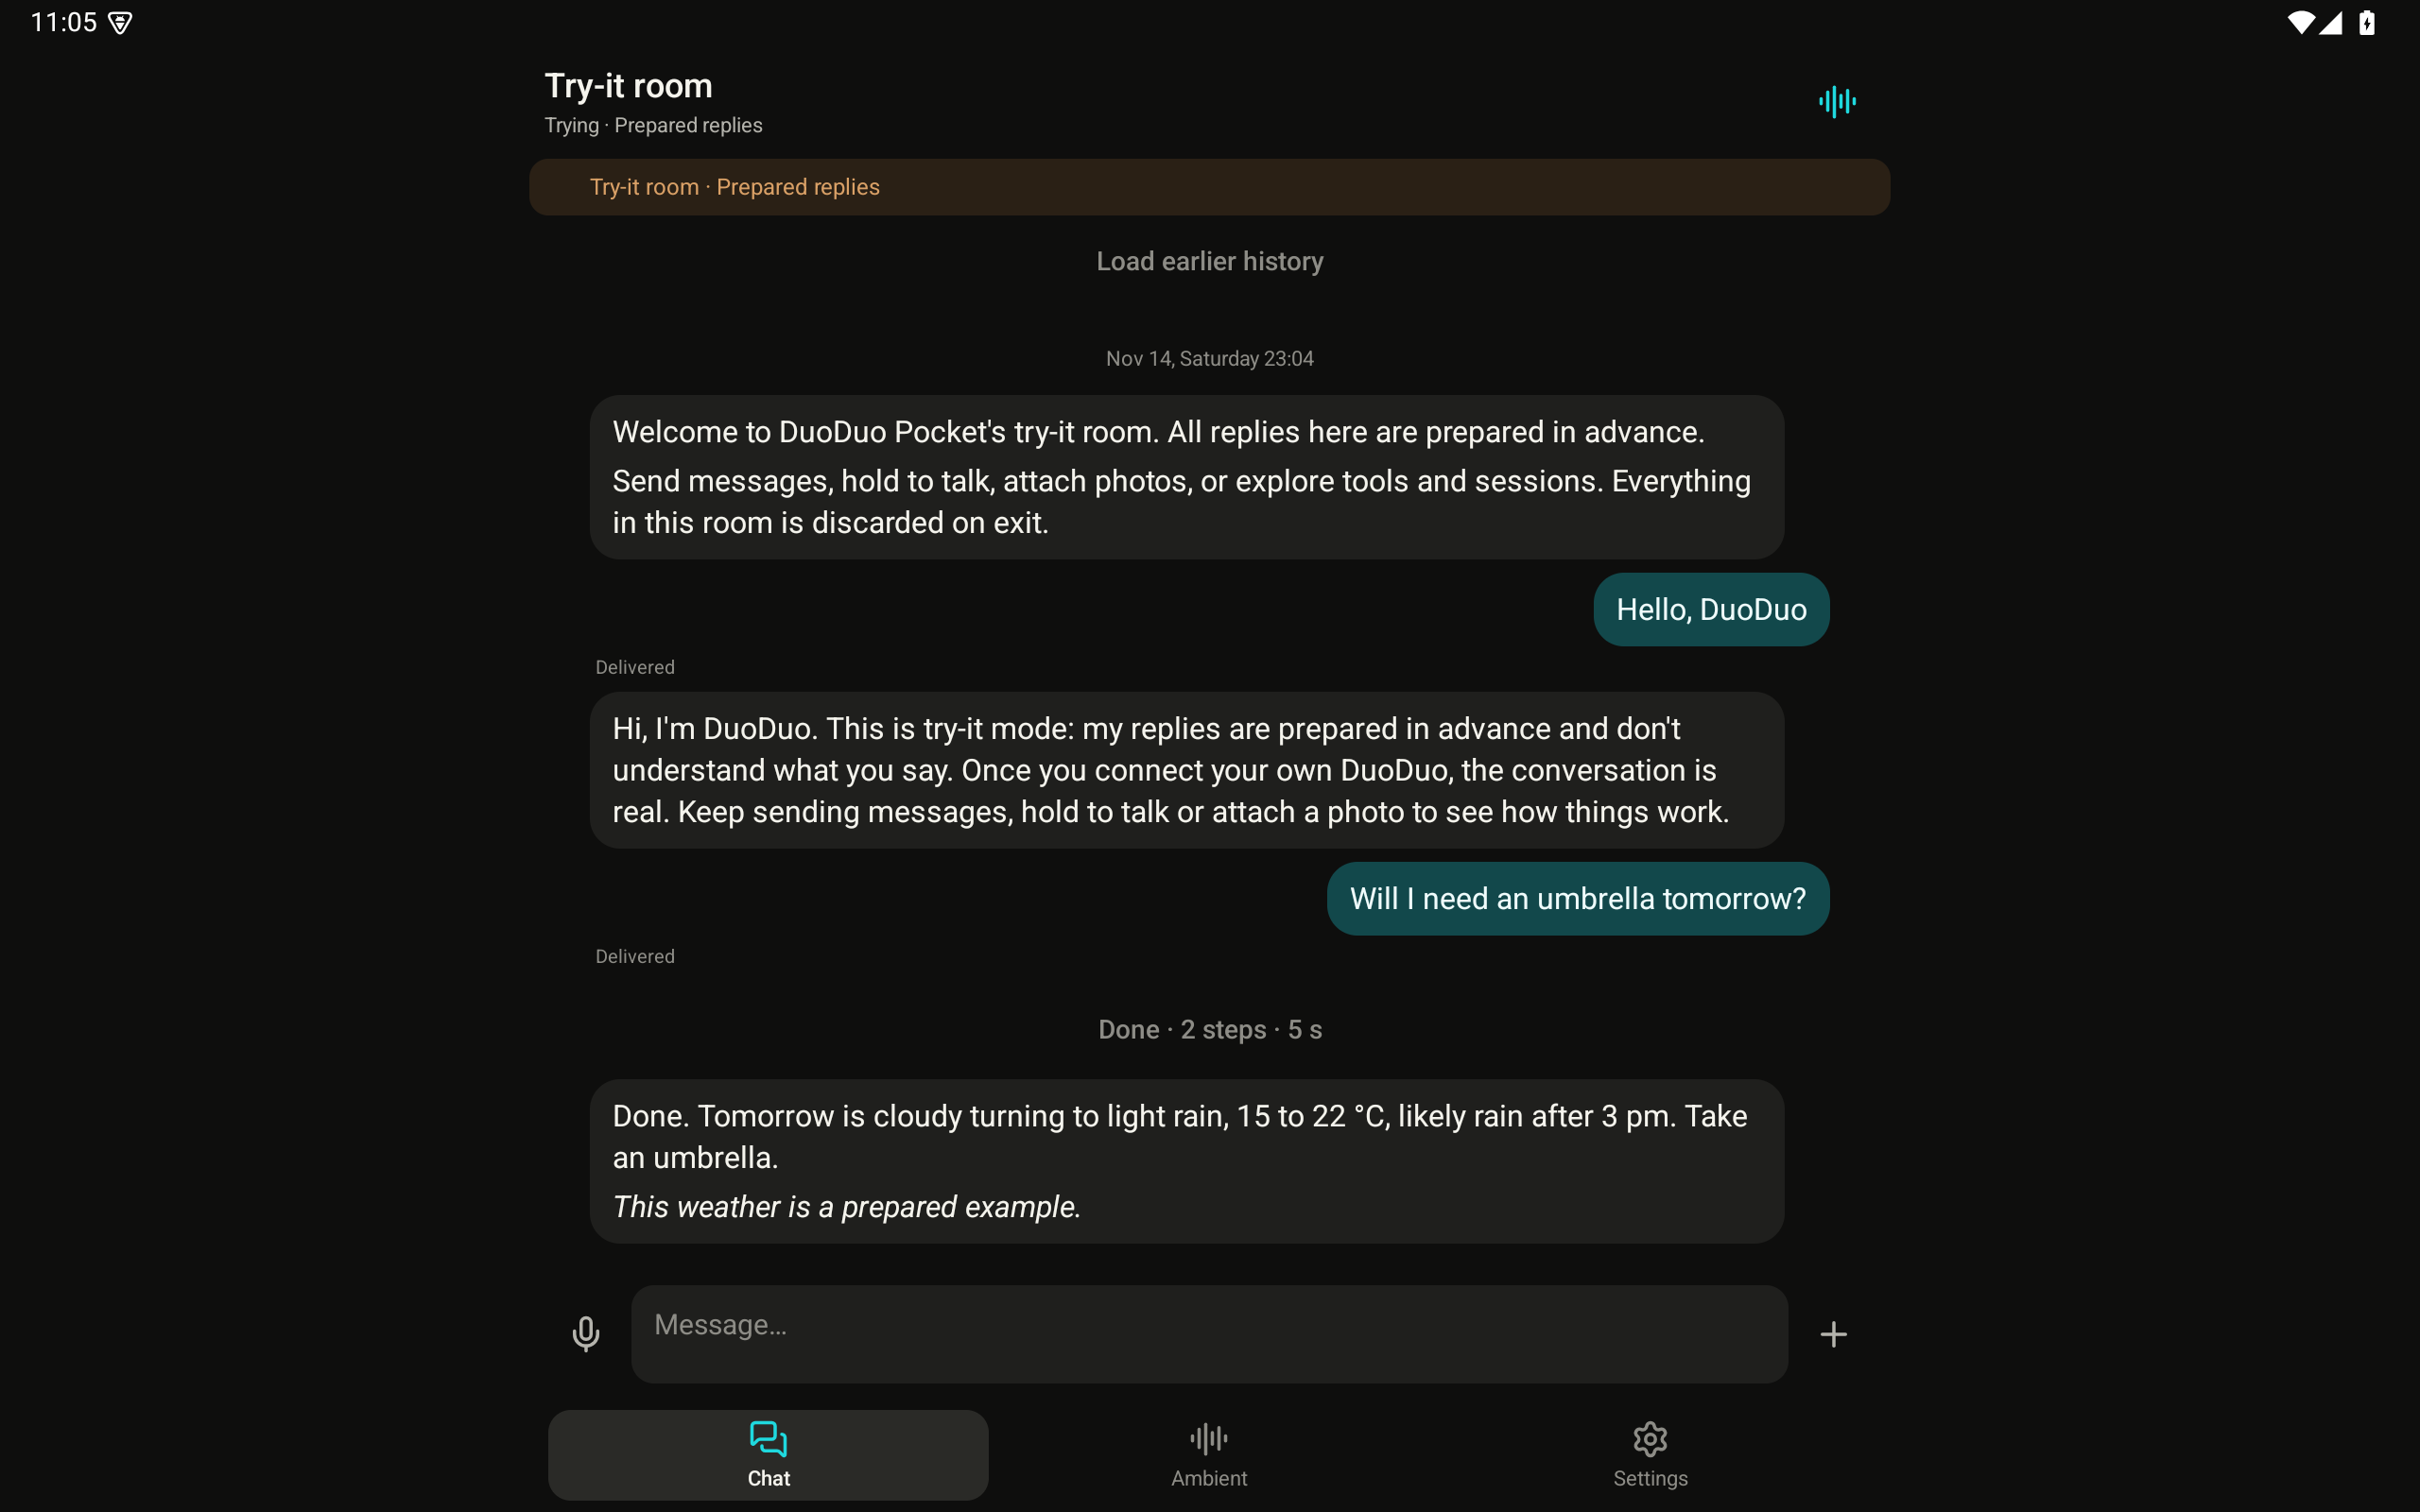 11:05
Try-it room
Trying · Prepared replies
Try-it room · Prepared replies
Load earlier history
Nov 14, Saturday 23:04
Welcome to DuoDuo Pocket's try-it room. All replies here are prepared in advance.
Send messages, hold to talk, attach photos, or explore tools and sessions. Everything
in this room is discarded on exit.
Hello, DuoDuo
Delivered
Hi, I'm DuoDuo. This is try-it mode: my replies are prepared in advance and don't
understand what you say. Once you connect your own DuoDuo, the conversation is
real. Keep sending messages, hold to talk or attach a photo to see how things work.
Will I need an umbrella tomorrow?
Delivered
Done · 2 steps · 5 s
Done. Tomorrow is cloudy turning to light rain, 15 to 22 °C, likely rain after 3 pm. Take
an umbrella.
This weather is a prepared example.
Message…
Chat
Ambient
Settings